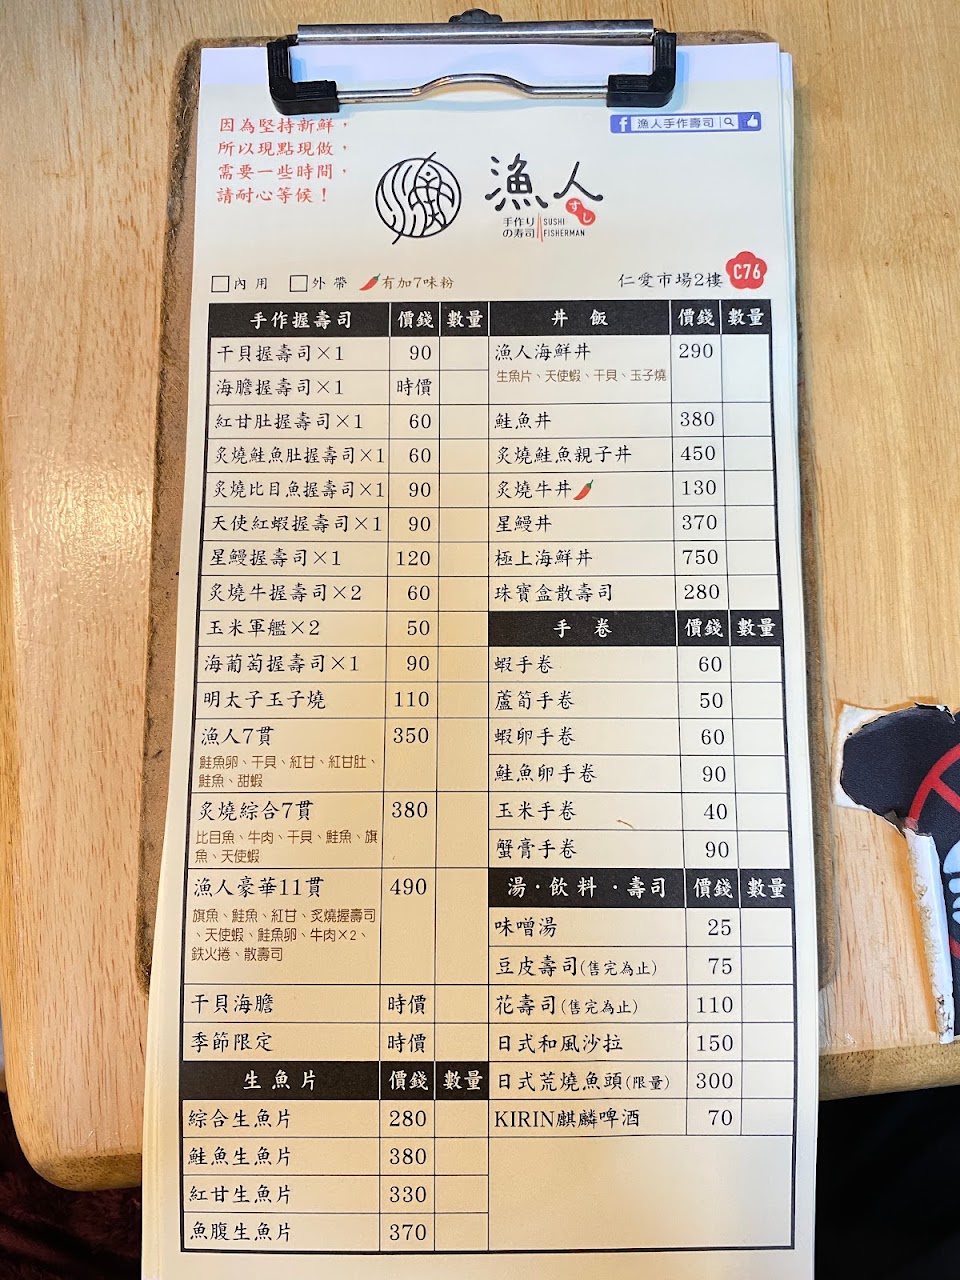 因為堅持新鮮，
所以現點現做，
需要一些時間，
請耐心等候！
f 漁人手作壽司
漁人
すし
手作り
の寿司
SUSHI
FISHERMAN
內用 外帶 有加7味粉
仁愛市場2樓 C76
手作握壽司 價錢 數量
干貝握壽司×1 90
海膽握壽司×1 時價
紅甘肚握壽司×1 60
炙燒鮭魚肚握壽司×1 60
炙燒比目魚握壽司×1 90
天使紅蝦握壽司×1 90
星鰻握壽司×1 120
炙燒牛握壽司×2 60
玉米軍艦×2 50
海葡萄握壽司×1 90
明太子玉子燒 110
漁人7貫 350
鮭魚卵、干貝、紅甘、紅甘肚、
鮭魚、甜蝦
炙燒綜合7貫 380
比目魚、牛肉、干貝、鮭魚、旗
魚、天使蝦
漁人豪華11貫 490
旗魚、鮭魚、紅甘、炙燒握壽司
、天使蝦、鮭魚卵、牛肉×2、
鉄火捲、散壽司
干貝海膽 時價
季節限定 時價
生魚片 價錢 數量
綜合生魚片 280
鮭魚生魚片 380
紅甘生魚片 330
魚腹生魚片 370
丼飯 價錢 數量
漁人海鮮丼 290
生魚片、天使蝦、干貝、玉子燒
鮭魚丼 380
炙燒鮭魚親子丼 450
炙燒牛丼 130
星鰻丼 370
極上海鮮丼 750
珠寶盒散壽司 280
手卷 價錢 數量
蝦手卷 60
蘆筍手卷 50
蝦卵手卷 60
鮭魚卵手卷 90
玉米手卷 40
蟹膏手卷 90
湯·飲料·壽司 價錢 數量
味噌湯 25
豆皮壽司(售完為止) 75
花壽司(售完為止) 110
日式和風沙拉 150
日式荒燒魚頭(限量) 300
KIRIN麒麟啤酒 70